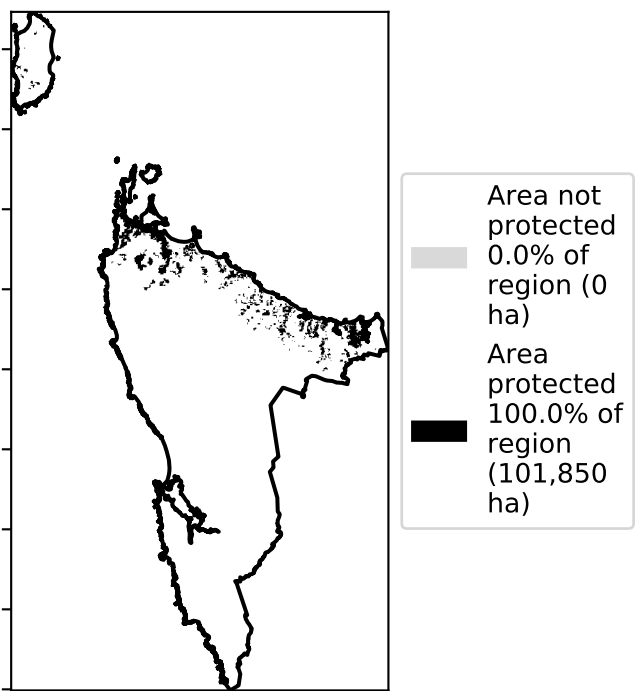 Area not
protected
0.0% of
region (0
ha)
Area
protected
100.0% of
region
(101,850
ha)